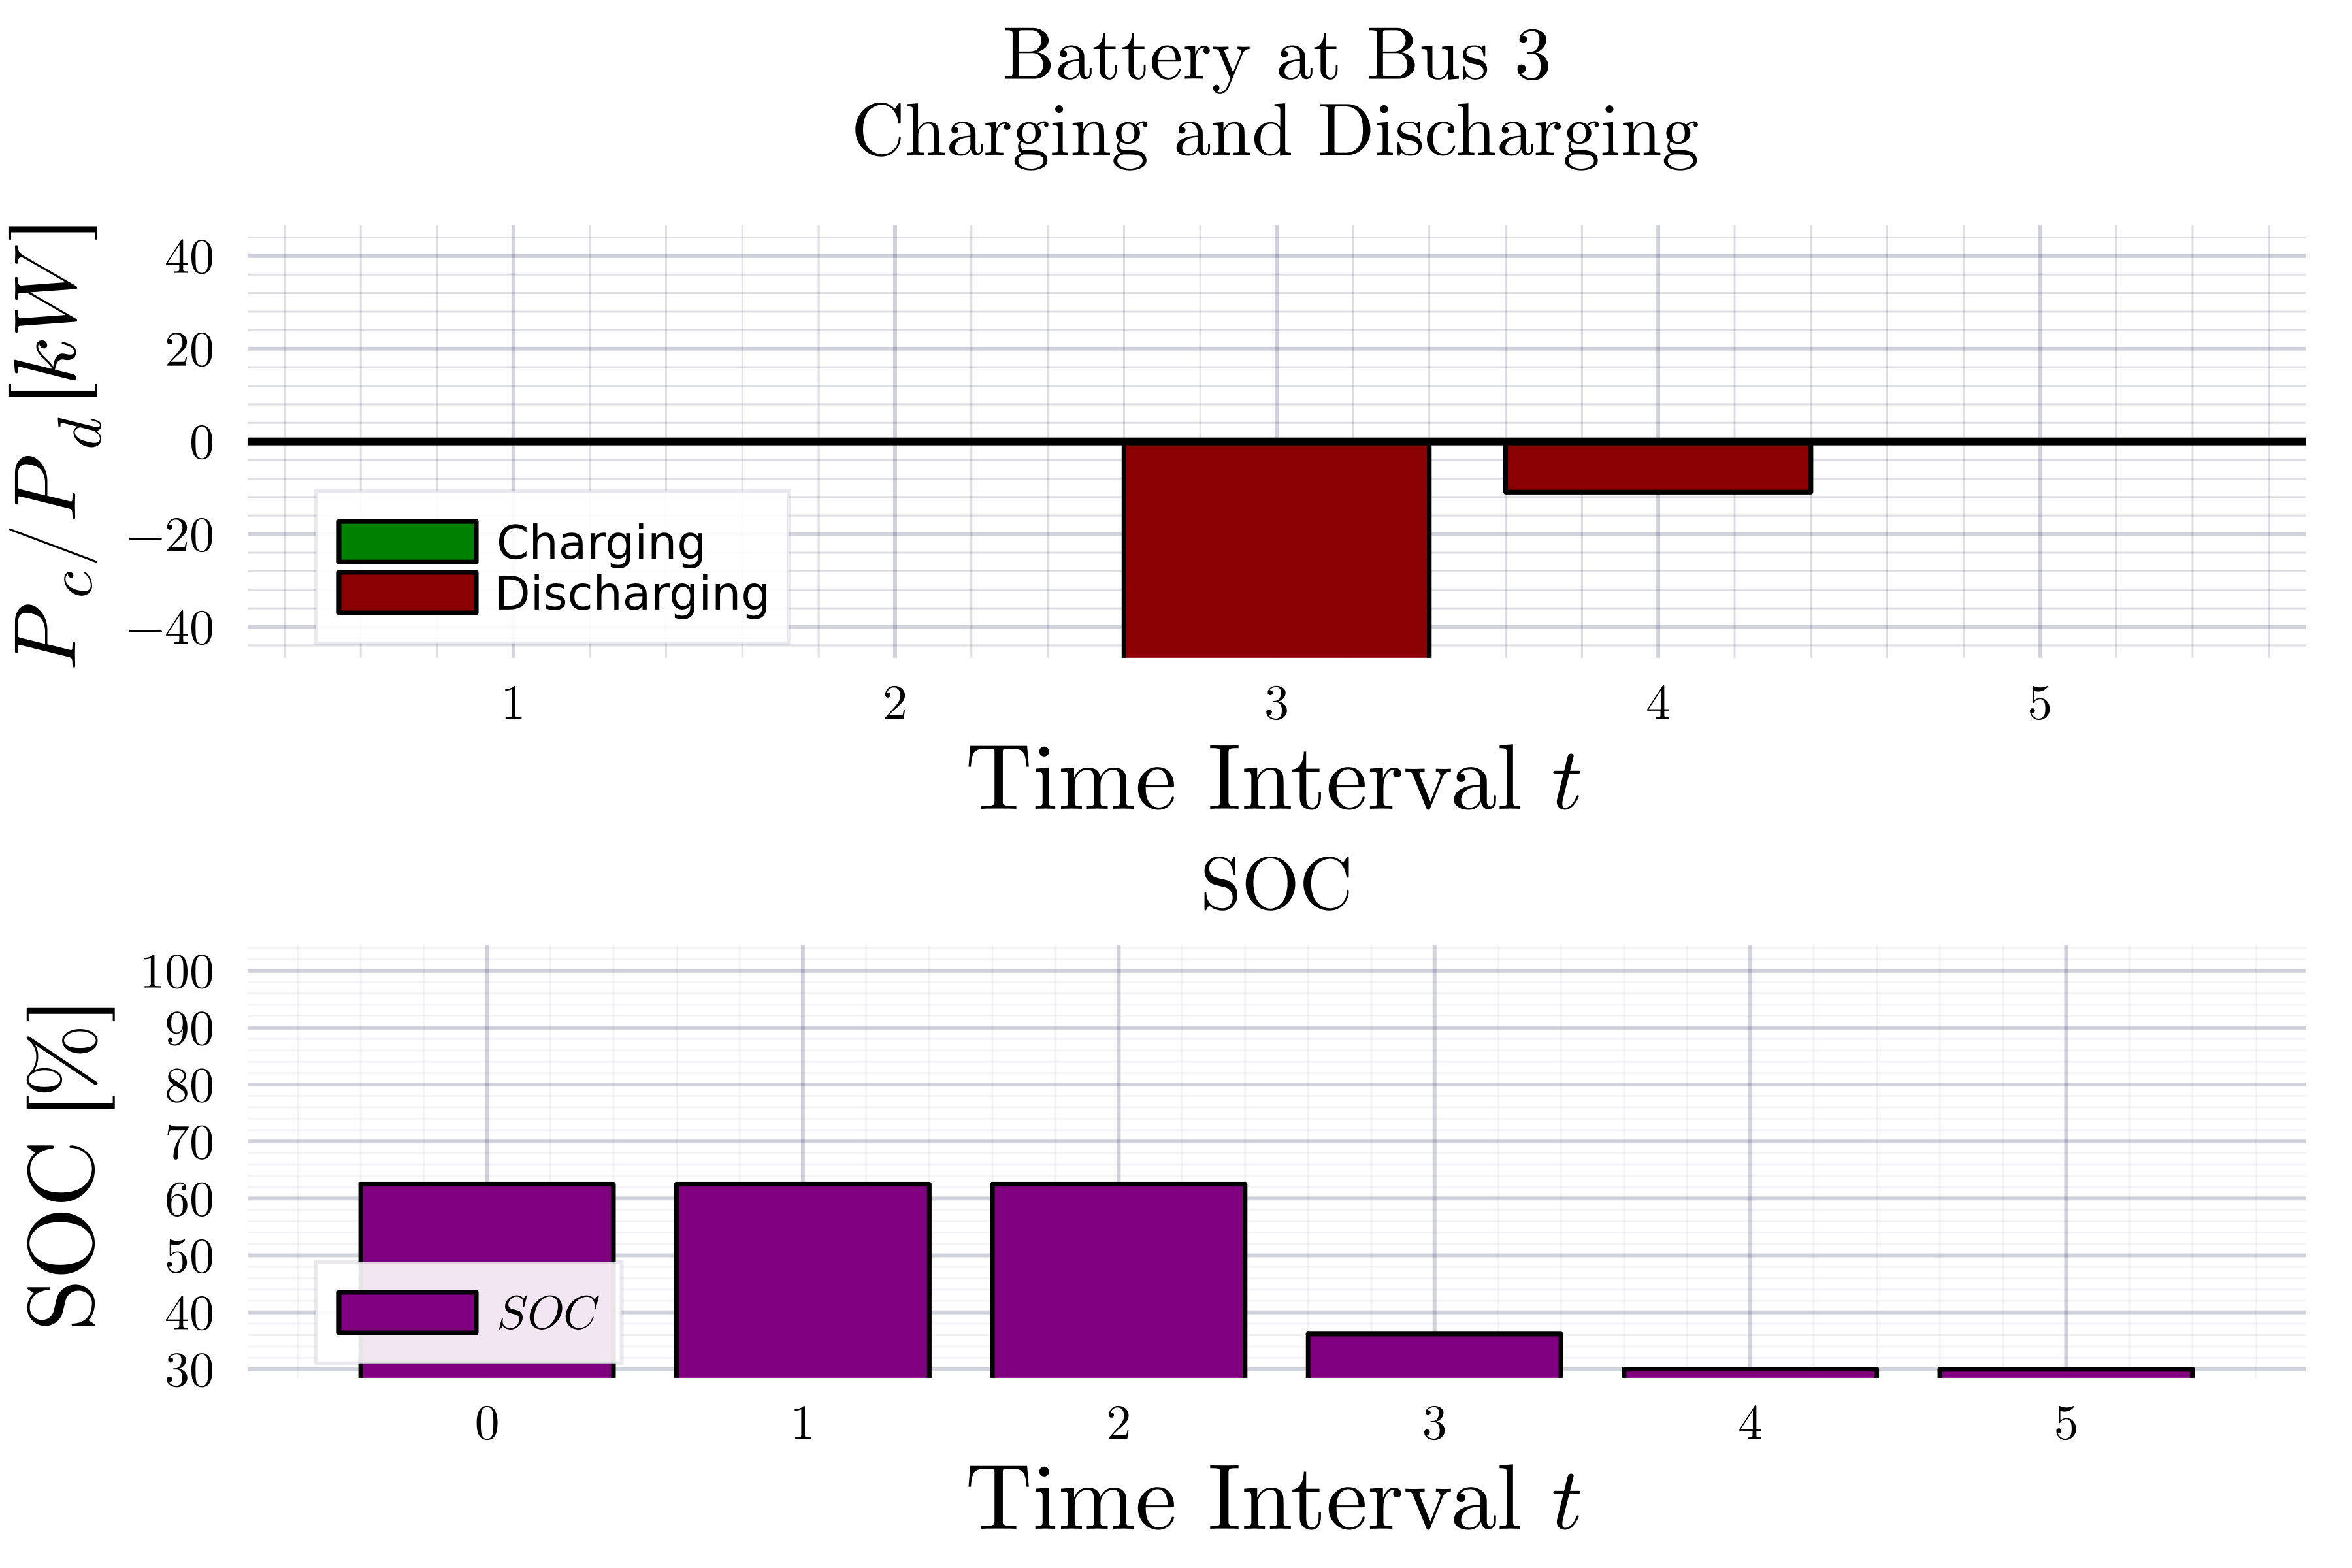 Battery at Bus 3
Charging and Discharging
P_c/P_d [kW]
40
20
0
−20
−40
Charging
Discharging
1 2 3 4 5
Time Interval t
SOC
SOC [%]
100
90
80
70
60
50
40
30
SOC
0 1 2 3 4 5
Time Interval t